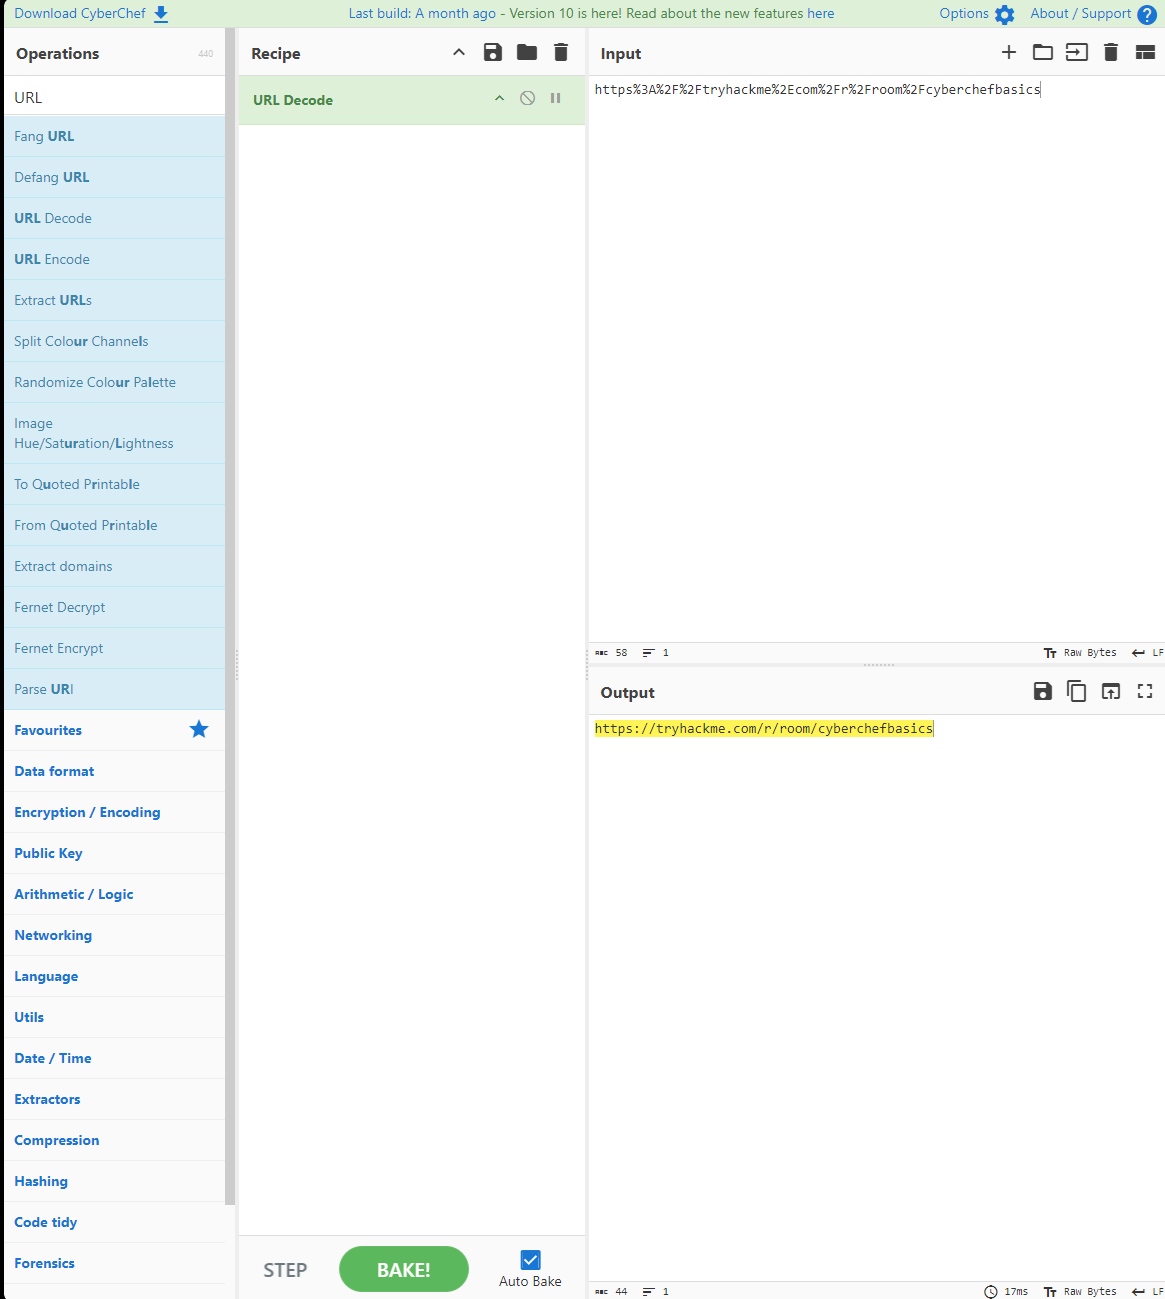 Download CyberChef
Last build: A month ago - Version 10 is here! Read about the new features here
Options
About / Support
Operations
440
URL
Fang URL
Defang URL
URL Decode
URL Encode
Extract URLs
Split Colour Channels
Randomize Colour Palette
Image
Hue/Saturation/Lightness
To Quoted Printable
From Quoted Printable
Extract domains
Fernet Decrypt
Fernet Encrypt
Parse URI
Favourites
Data format
Encryption / Encoding
Public Key
Arithmetic / Logic
Networking
Language
Utils
Date / Time
Extractors
Compression
Hashing
Code tidy
Forensics
Recipe
URL Decode
STEP
BAKE!
Auto Bake
Input
https%3A%2F%2Ftryhackme%2Ecom%2Fr%2Froom%2Fcyberchefbasics
ABC 58 1 Tт Raw Bytes LF
Output
https://tryhackme.com/r/room/cyberchefbasics
ABC 44 1 17ms Tт Raw Bytes LF